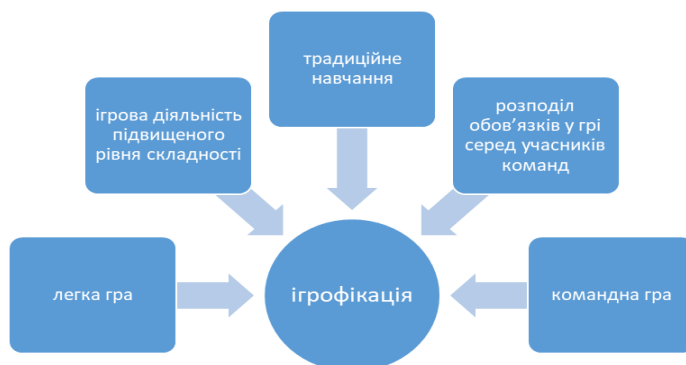 традиційне
навчання
ігрова діяльність
підвищеного
рівня складності
розподіл
обов’язків у грі
серед учасників
команд
легка гра
ігрофікація
командна гра